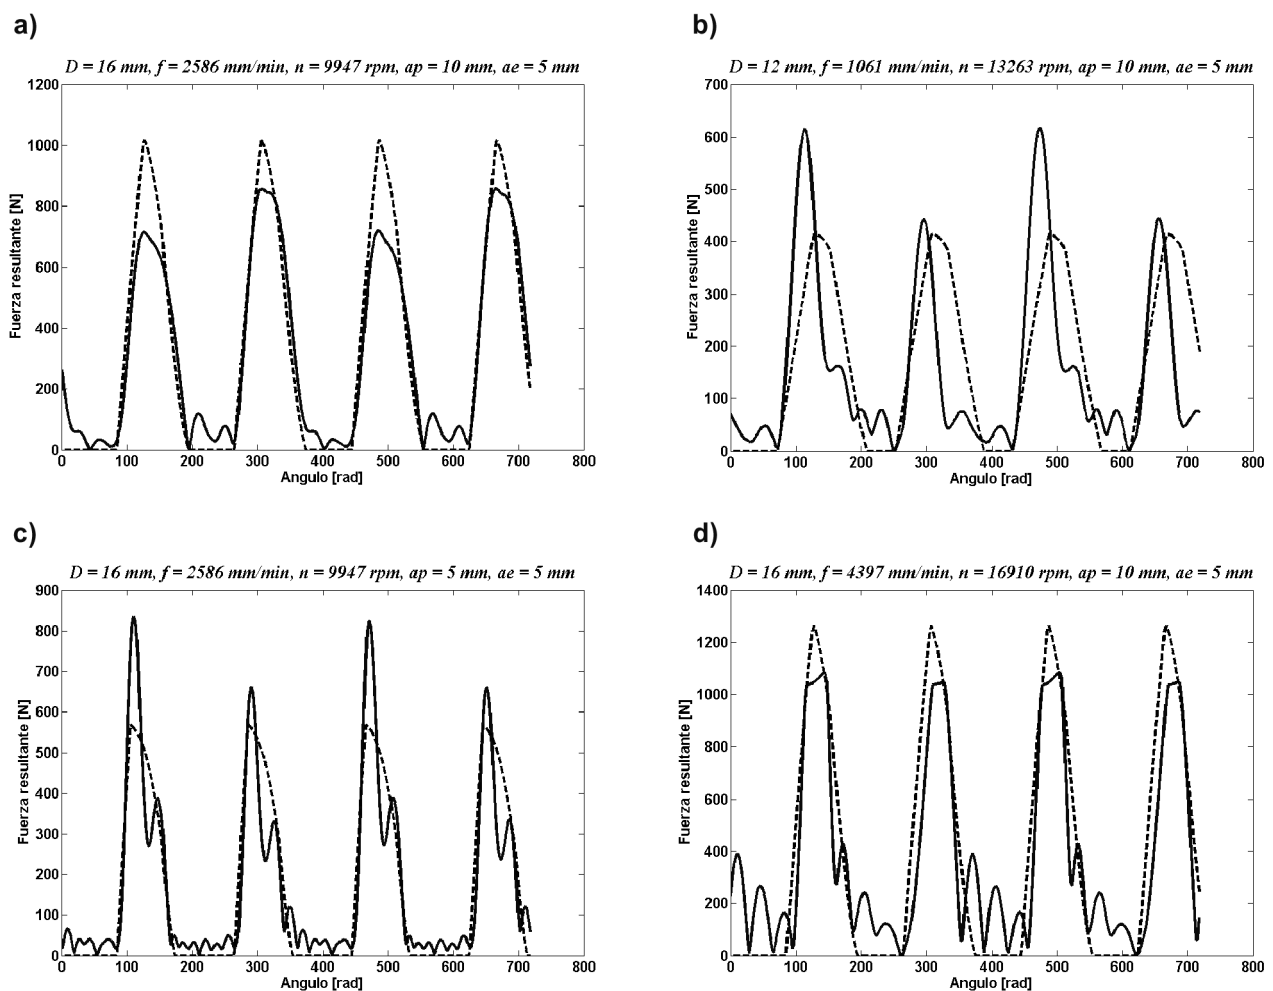 a)
D = 16 mm, f = 2586 mm/min, n = 9947 rpm, ap = 10 mm, ae = 5 mm
1200
1000
800
600
400
200
0
Fuerza resultante [N]
0 100 200 300 400 500 600 700 800
Angulo [rad]
b)
D = 12 mm, f = 1061 mm/min, n = 13263 rpm, ap = 10 mm, ae = 5 mm
700
600
500
400
300
200
100
0
Fuerza resultante [N]
0 100 200 300 400 500 600 700 800
Angulo [rad]
c)
D = 16 mm, f = 2586 mm/min, n = 9947 rpm, ap = 5 mm, ae = 5 mm
900
800
700
600
500
400
300
200
100
0
Fuerza resultante [N]
0 100 200 300 400 500 600 700 800
Angulo [rad]
d)
D = 16 mm, f = 4397 mm/min, n = 16910 rpm, ap = 10 mm, ae = 5 mm
1400
1200
1000
800
600
400
200
0
Fuerza resultante [N]
0 100 200 300 400 500 600 700 800
Angulo [rad]